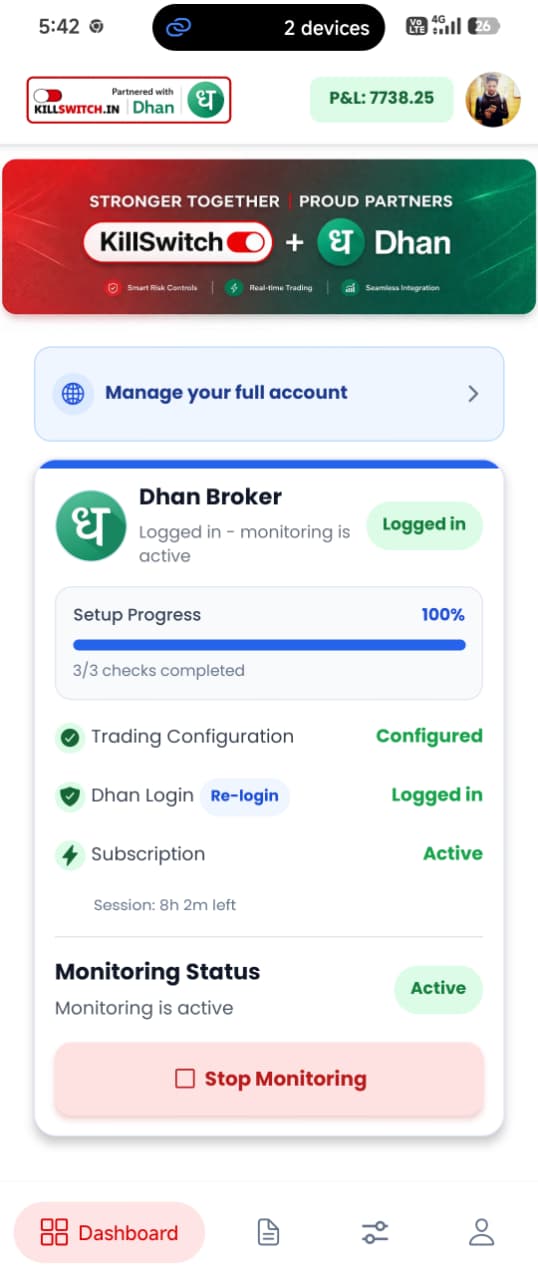 5:42
2 devices
Vo LTE
4G
26
Partnered with
KILLSWITCH.IN
Dhan
ध
P&L: 7738.25
STRONGER TOGETHER | PROUD PARTNERS
KillSwitch + ध Dhan
Smart Risk Controls | Real-time Trading | Seamless Integration
Manage your full account
ध
Dhan Broker
Logged in - monitoring is
active
Logged in
Setup Progress 100%
3/3 checks completed
Trading Configuration Configured
Dhan Login Re-login Logged in
Subscription Active
Session: 8h 2m left
Monitoring Status
Monitoring is active
Active
Stop Monitoring
Dashboard